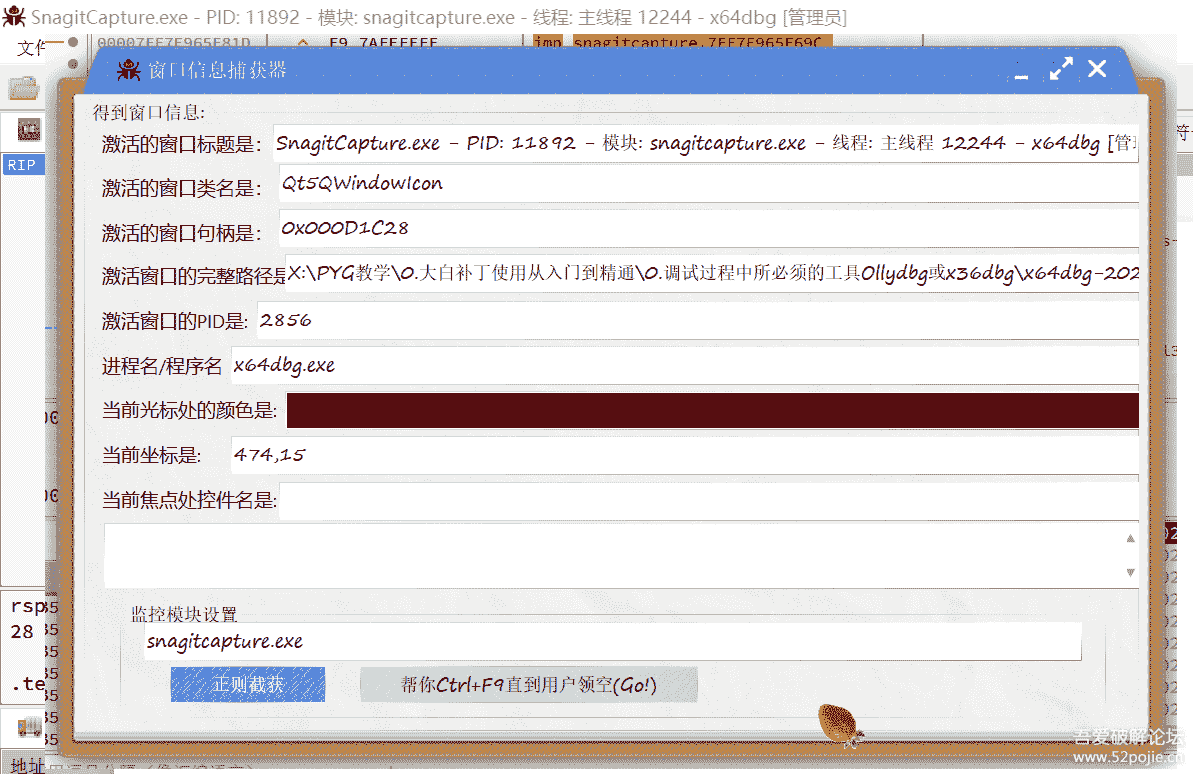 SnagitCapture.exe - PID: 11892 - 模块: snagitcapture.exe - 线程: 主线程 12244 - x64dbg [管理员]
窗口信息捕获器
得到窗口信息:
激活的窗口标题是: SnagitCapture.exe - PID: 11892 - 模块: snagitcapture.exe - 线程: 主线程 12244 - x64dbg [管
激活的窗口类名是: Qt5QWindowIcon
激活的窗口句柄是: 0x000D1C28
激活窗口的完整路径是 X:\PYG教学\0.大白补丁使用从入门到精通\0.调试过程中所必须的工具Ollydbg或x36dbg\x64dbg-202
激活窗口的PID是: 2856
进程名/程序名 x64dbg.exe
当前光标处的颜色是:
当前坐标是: 474,15
当前焦点处控件名是:
监控模块设置
snagitcapture.exe
正则截获 帮你Ctrl+F9直到用户领空(Go!)
RIP
rsp
28
.te
地址
吾爱破解论坛
www.52pojie.cn